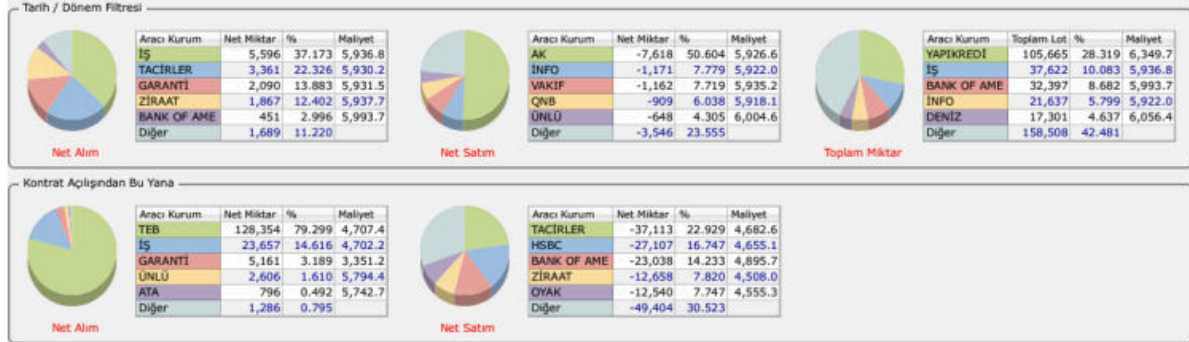 Tarih / Dönem Filtresi
Aracı Kurum Net Miktar % Maliyet
İŞ 5,596 37.173 5,936.8
TACİRLER 3,361 22.326 5,930.2
GARANTİ 2,090 13.883 5,931.5
ZİRAAT 1,867 12.402 5,937.7
BANK OF AME 451 2.996 5,993.7
Diğer 1,689 11.220
Net Alım
Aracı Kurum Net Miktar % Maliyet
AK -7,618 50.604 5,926.6
İNFO -1,171 7.779 5,922.0
VAKIF -1,162 7.719 5,935.2
QNB -909 6.038 5,918.1
ÜNLÜ -648 4.305 6,004.6
Diğer -3,546 23.555
Net Satım
Aracı Kurum Toplam Lot % Maliyet
YAPIKREDİ 105,665 28.319 6,349.7
İŞ 37,622 10.083 5,936.8
BANK OF AME 32,397 8.682 5,993.7
İNFO 21,637 5.799 5,922.0
DENİZ 17,301 4.637 6,056.4
Diğer 158,508 42.481
Toplam Miktar
Kontrat Açılışından Bu Yana
Aracı Kurum Net Miktar % Maliyet
TEB 128,354 79.299 4,707.4
İŞ 23,657 14.616 4,702.2
GARANTİ 5,161 3.189 3,351.2
ÜNLÜ 2,606 1.610 5,794.4
ATA 796 0.492 5,742.7
Diğer 1,286 0.795
Net Alım
Aracı Kurum Net Miktar % Maliyet
TACİRLER -37,113 22.929 4,682.6
HSBC -27,107 16.747 4,655.1
BANK OF AME -23,038 14.233 4,895.7
ZİRAAT -12,658 7.820 4,508.0
OYAK -12,540 7.747 4,555.3
Diğer -49,404 30.523
Net Satım